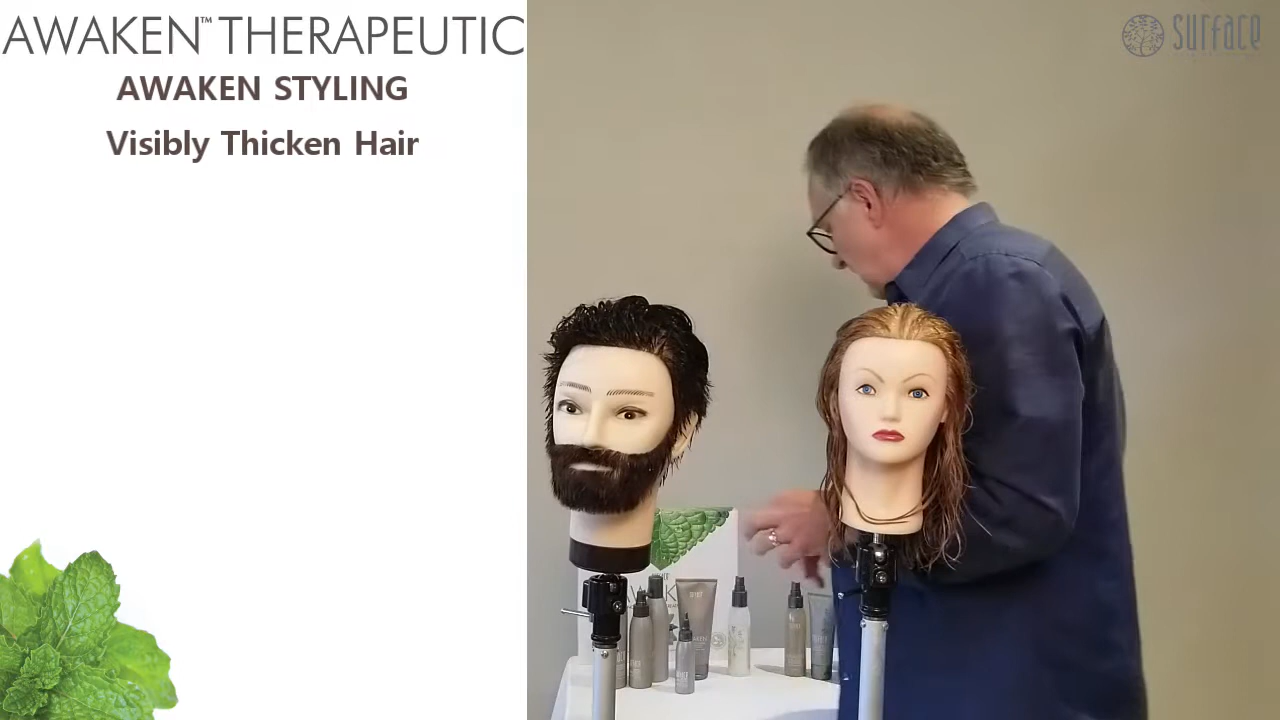 AWAKEN™ THERAPEUTIC
AWAKEN STYLING
Visibly Thicken Hair
surface